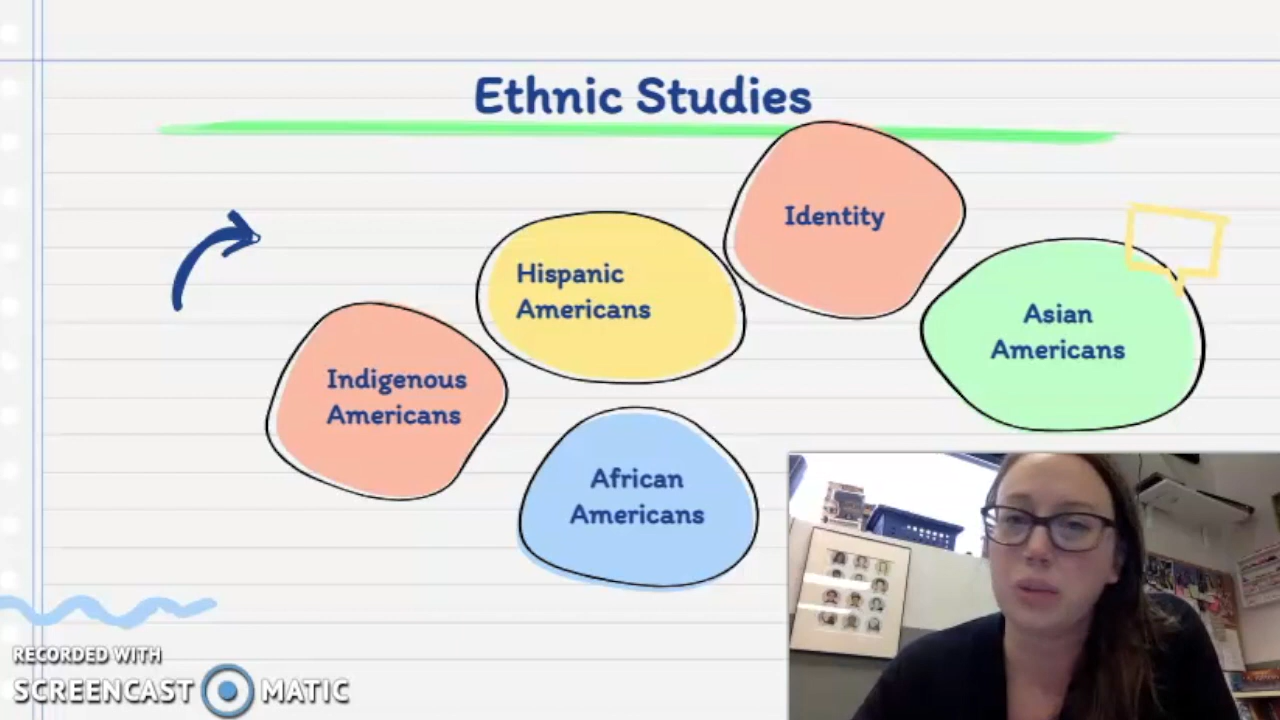 Ethnic Studies
Identity
Hispanic
Americans
Asian
Americans
Indigenous
Americans
African
Americans
RECORDED WITH
SCREENCAST MATIC